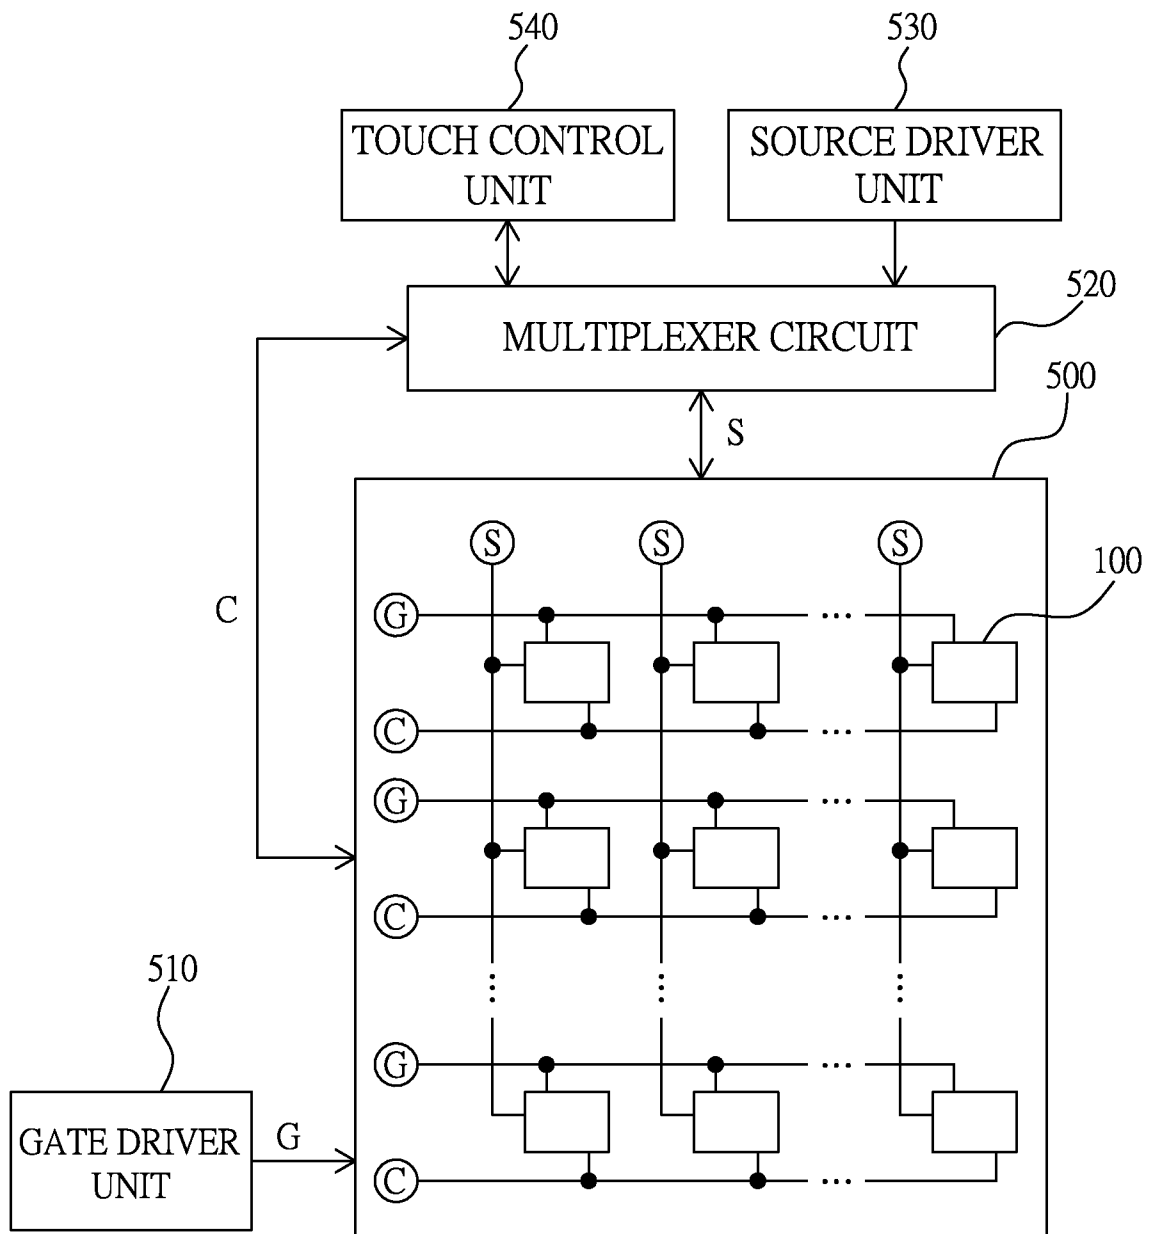 540
530
TOUCH CONTROL
UNIT
SOURCE DRIVER
UNIT
520
MULTIPLEXER CIRCUIT
500
S
S S S
100
C
G
...
C
...
G
...
C
...
... ... ...
510
G
...
GATE DRIVER
UNIT
G
C
...